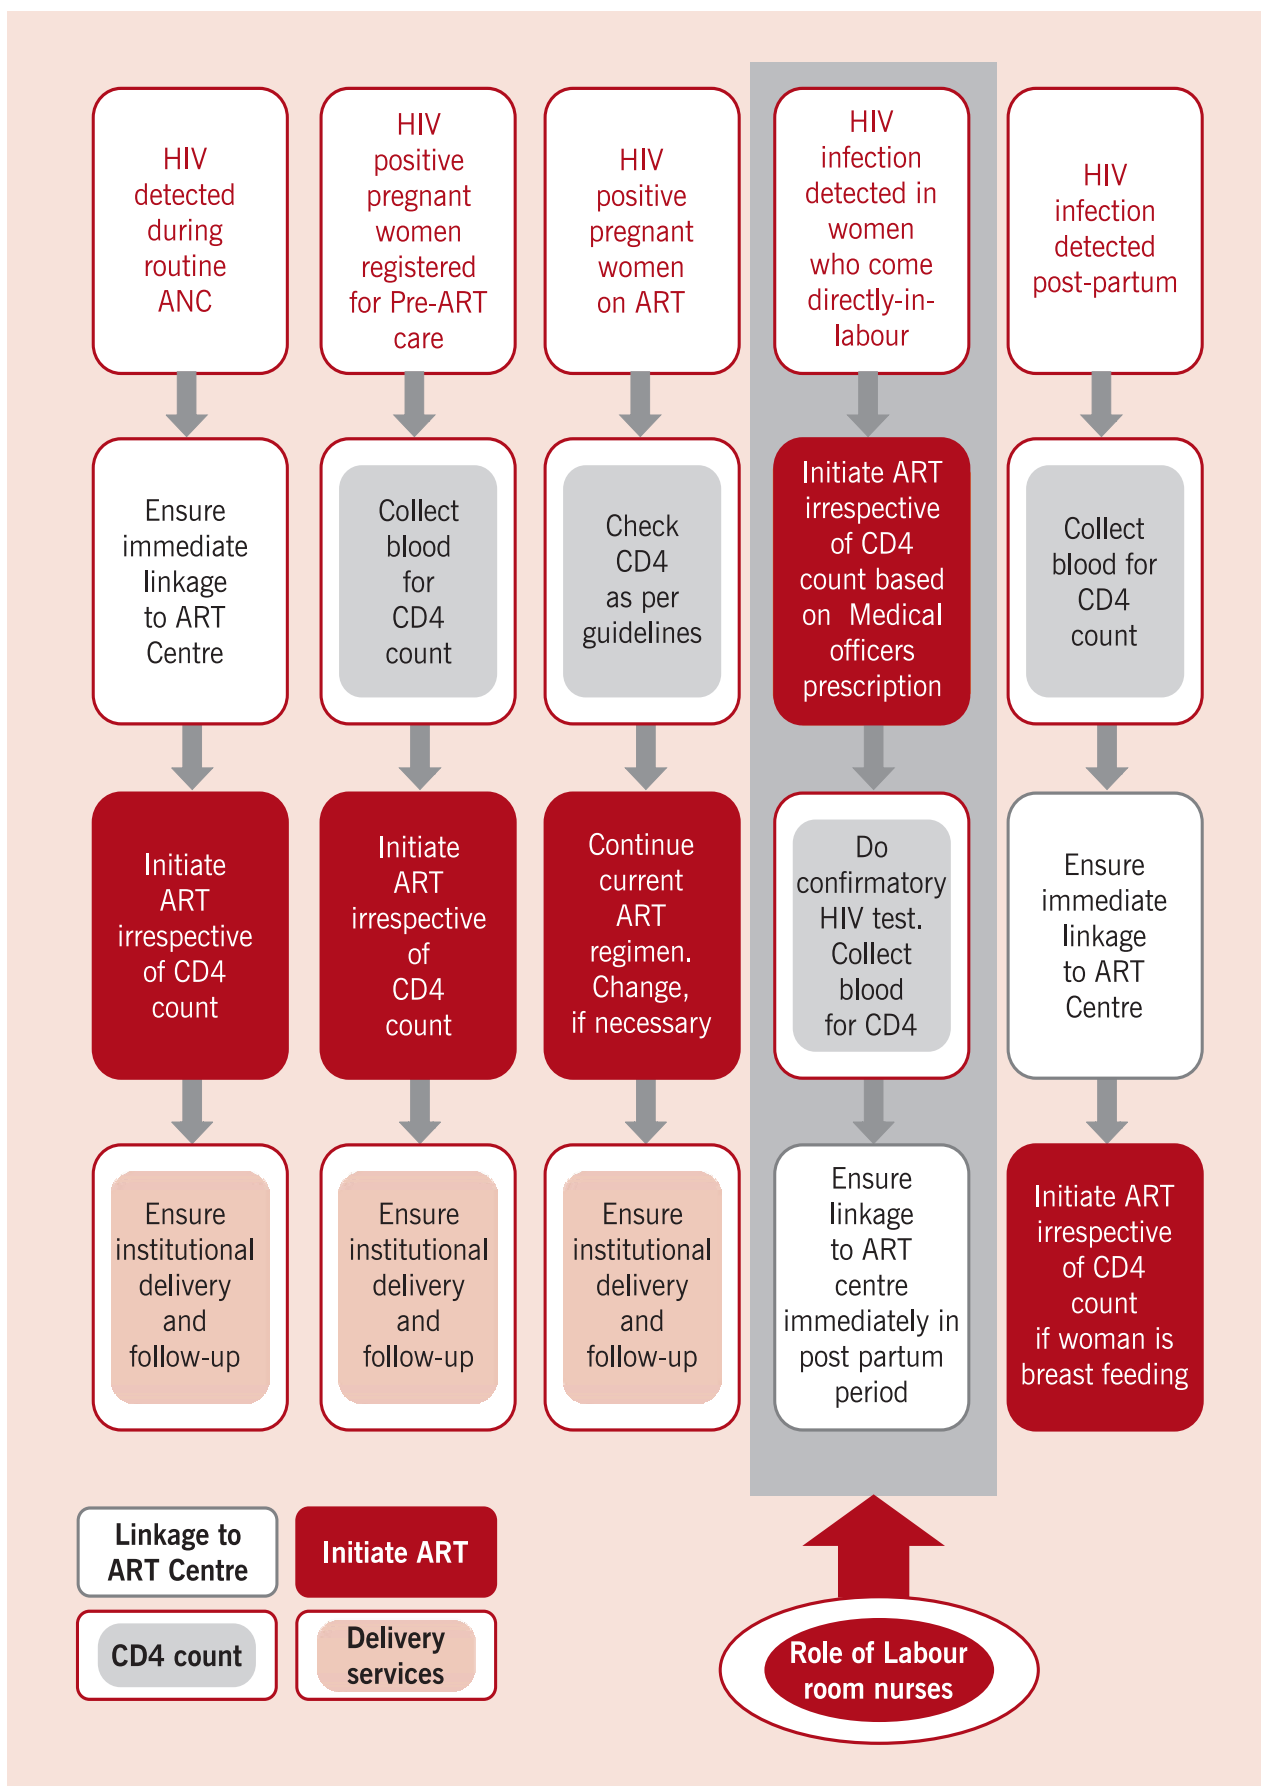 HIV
detected
during
routine
ANC
HIV
positive
pregnant
women
registered
for Pre-ART
care
HIV
positive
pregnant
women
on ART
HIV
infection
detected in
women
who come
directly-in-
labour
HIV
infection
detected
post-partum
Ensure
immediate
linkage
to ART
Centre
Collect
blood
for
CD4
count
Check
CD4
as per
guidelines
Initiate ART
irrespective
of CD4
count based
on Medical
officers
prescription
Collect
blood for
CD4
count
Initiate
ART
irrespective
of CD4
count
Initiate
ART
irrespective
of
CD4
count
Continue
current
ART
regimen.
Change,
if necessary
Do
confirmatory
HIV test.
Collect
blood
for CD4
Ensure
immediate
linkage
to ART
Centre
Ensure
institutional
delivery
and
follow-up
Ensure
institutional
delivery
and
follow-up
Ensure
institutional
delivery
and
follow-up
Ensure
linkage
to ART
centre
immediately in
post partum
period
Initiate ART
irrespective
of CD4
count
if woman is
breast feeding
Linkage to
ART Centre
Initiate ART
CD4 count
Delivery
services
Role of Labour
room nurses